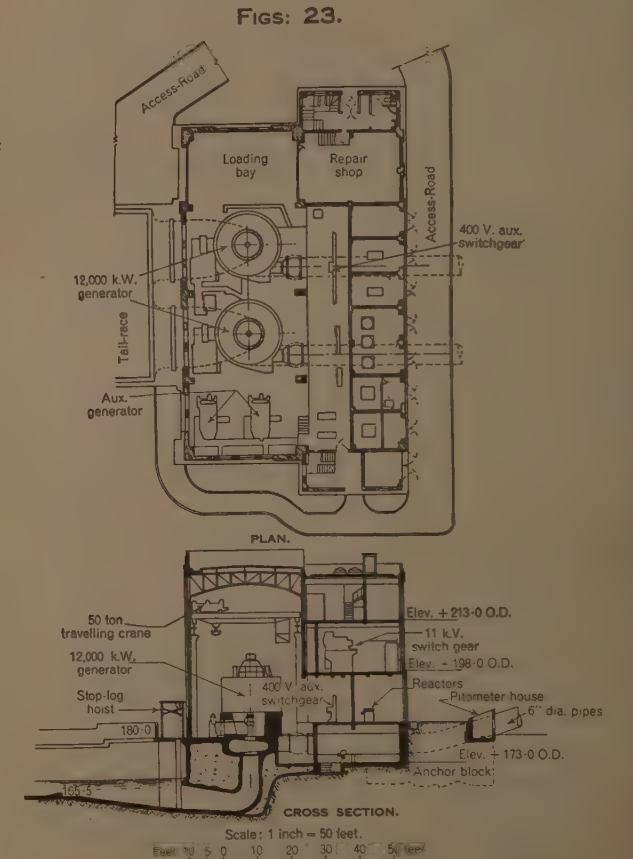 FIGS: 23.
Access-Road
Loading
bay
Repair
shop
Access-Road
400 V. aux.
switchgear
12,000 k.W.
generator
Tail-race
Aux.
generator
PLAN.
50 ton
travelling crane
Elev. + 213·0 O.D.
11 k.V.
switch gear
12,000 k.W.
generator
Elev. - 198·0 O.D.
400 V aux.
switchgear
Reactors
Stop-log
hoist
Pitometer house
6" dia. pipes
180·0
Elev. + 173·0 O.D.
Anchor block
165·5
CROSS SECTION.
Scale: 1 inch = 50 feet.
Feet 10 5 0 10 20 30 40 50 feet